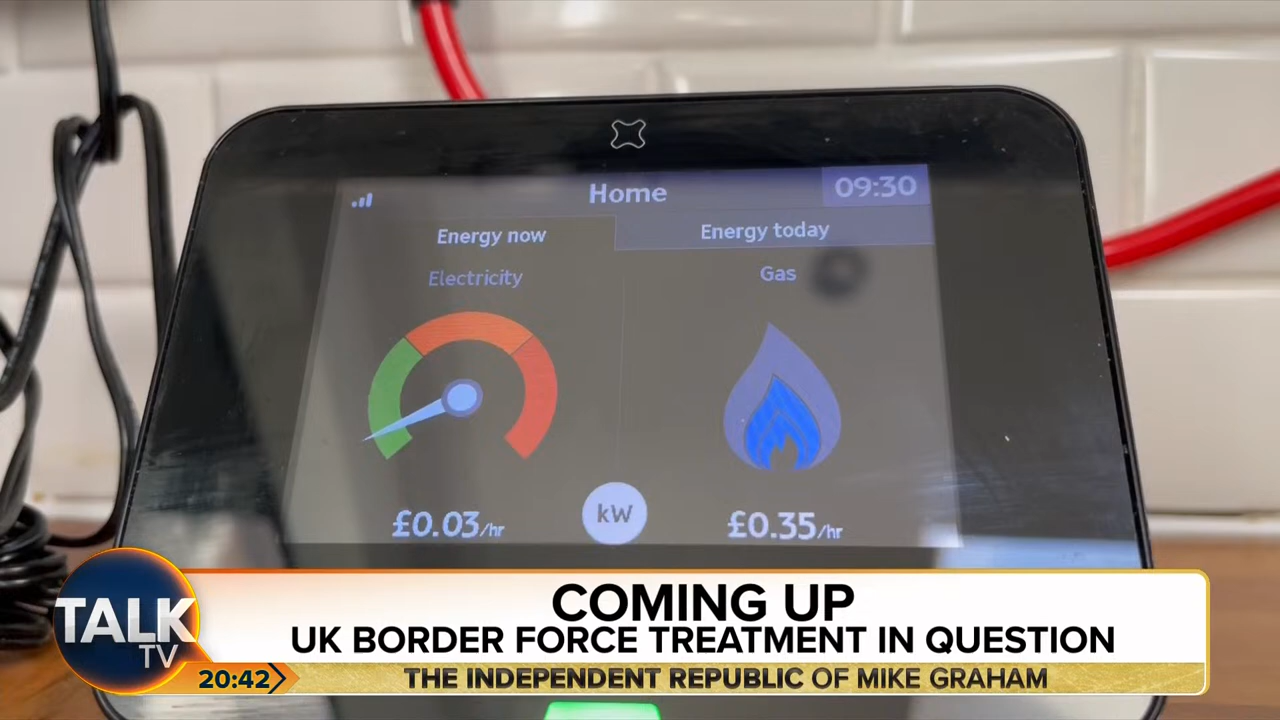 Home
09:30
Energy now
Energy today
Electricity
Gas
£0.03/hr
kW
£0.35/hr
COMING UP
UK BORDER FORCE TREATMENT IN QUESTION
TALK
TV
20:42
THE INDEPENDENT REPUBLIC OF MIKE GRAHAM